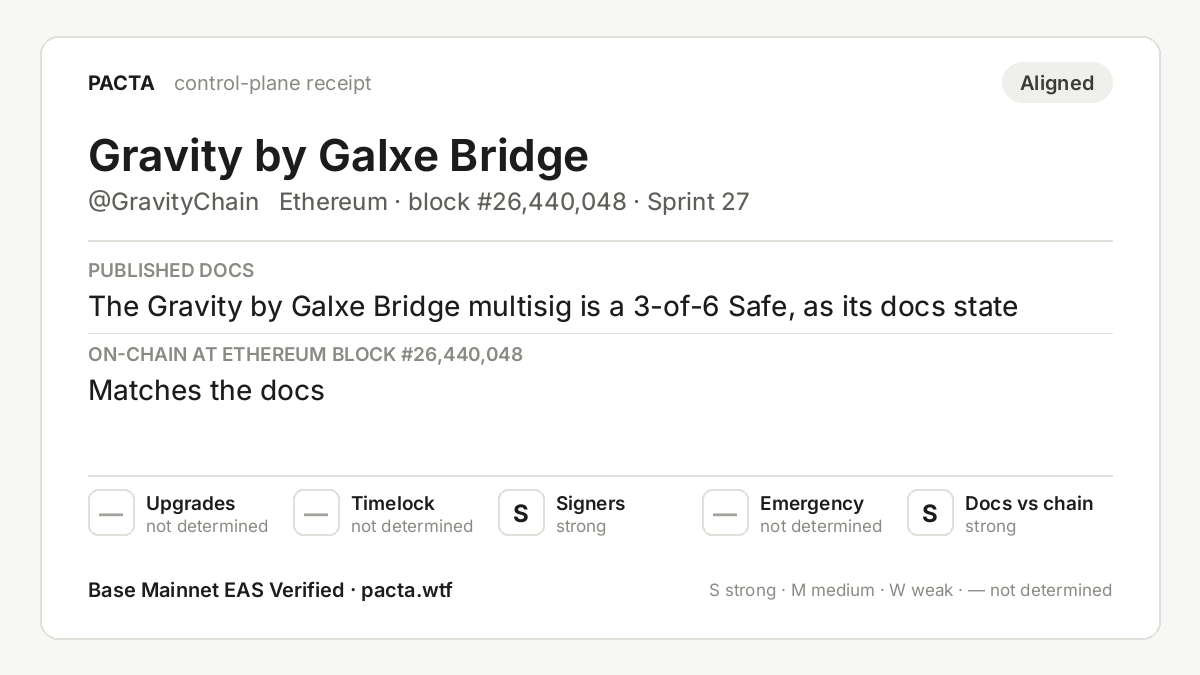 PACTA control-plane receipt Aligned
Gravity by Galxe Bridge
@GravityChain Ethereum · block #26,440,048 · Sprint 27
PUBLISHED DOCS
The Gravity by Galxe Bridge multisig is a 3-of-6 Safe, as its docs state
ON-CHAIN AT ETHEREUM BLOCK #26,440,048
Matches the docs
— Upgrades not determined
— Timelock not determined
S Signers strong
— Emergency not determined
S Docs vs chain strong
Base Mainnet EAS Verified · pacta.wtf
S strong · M medium · W weak · — not determined